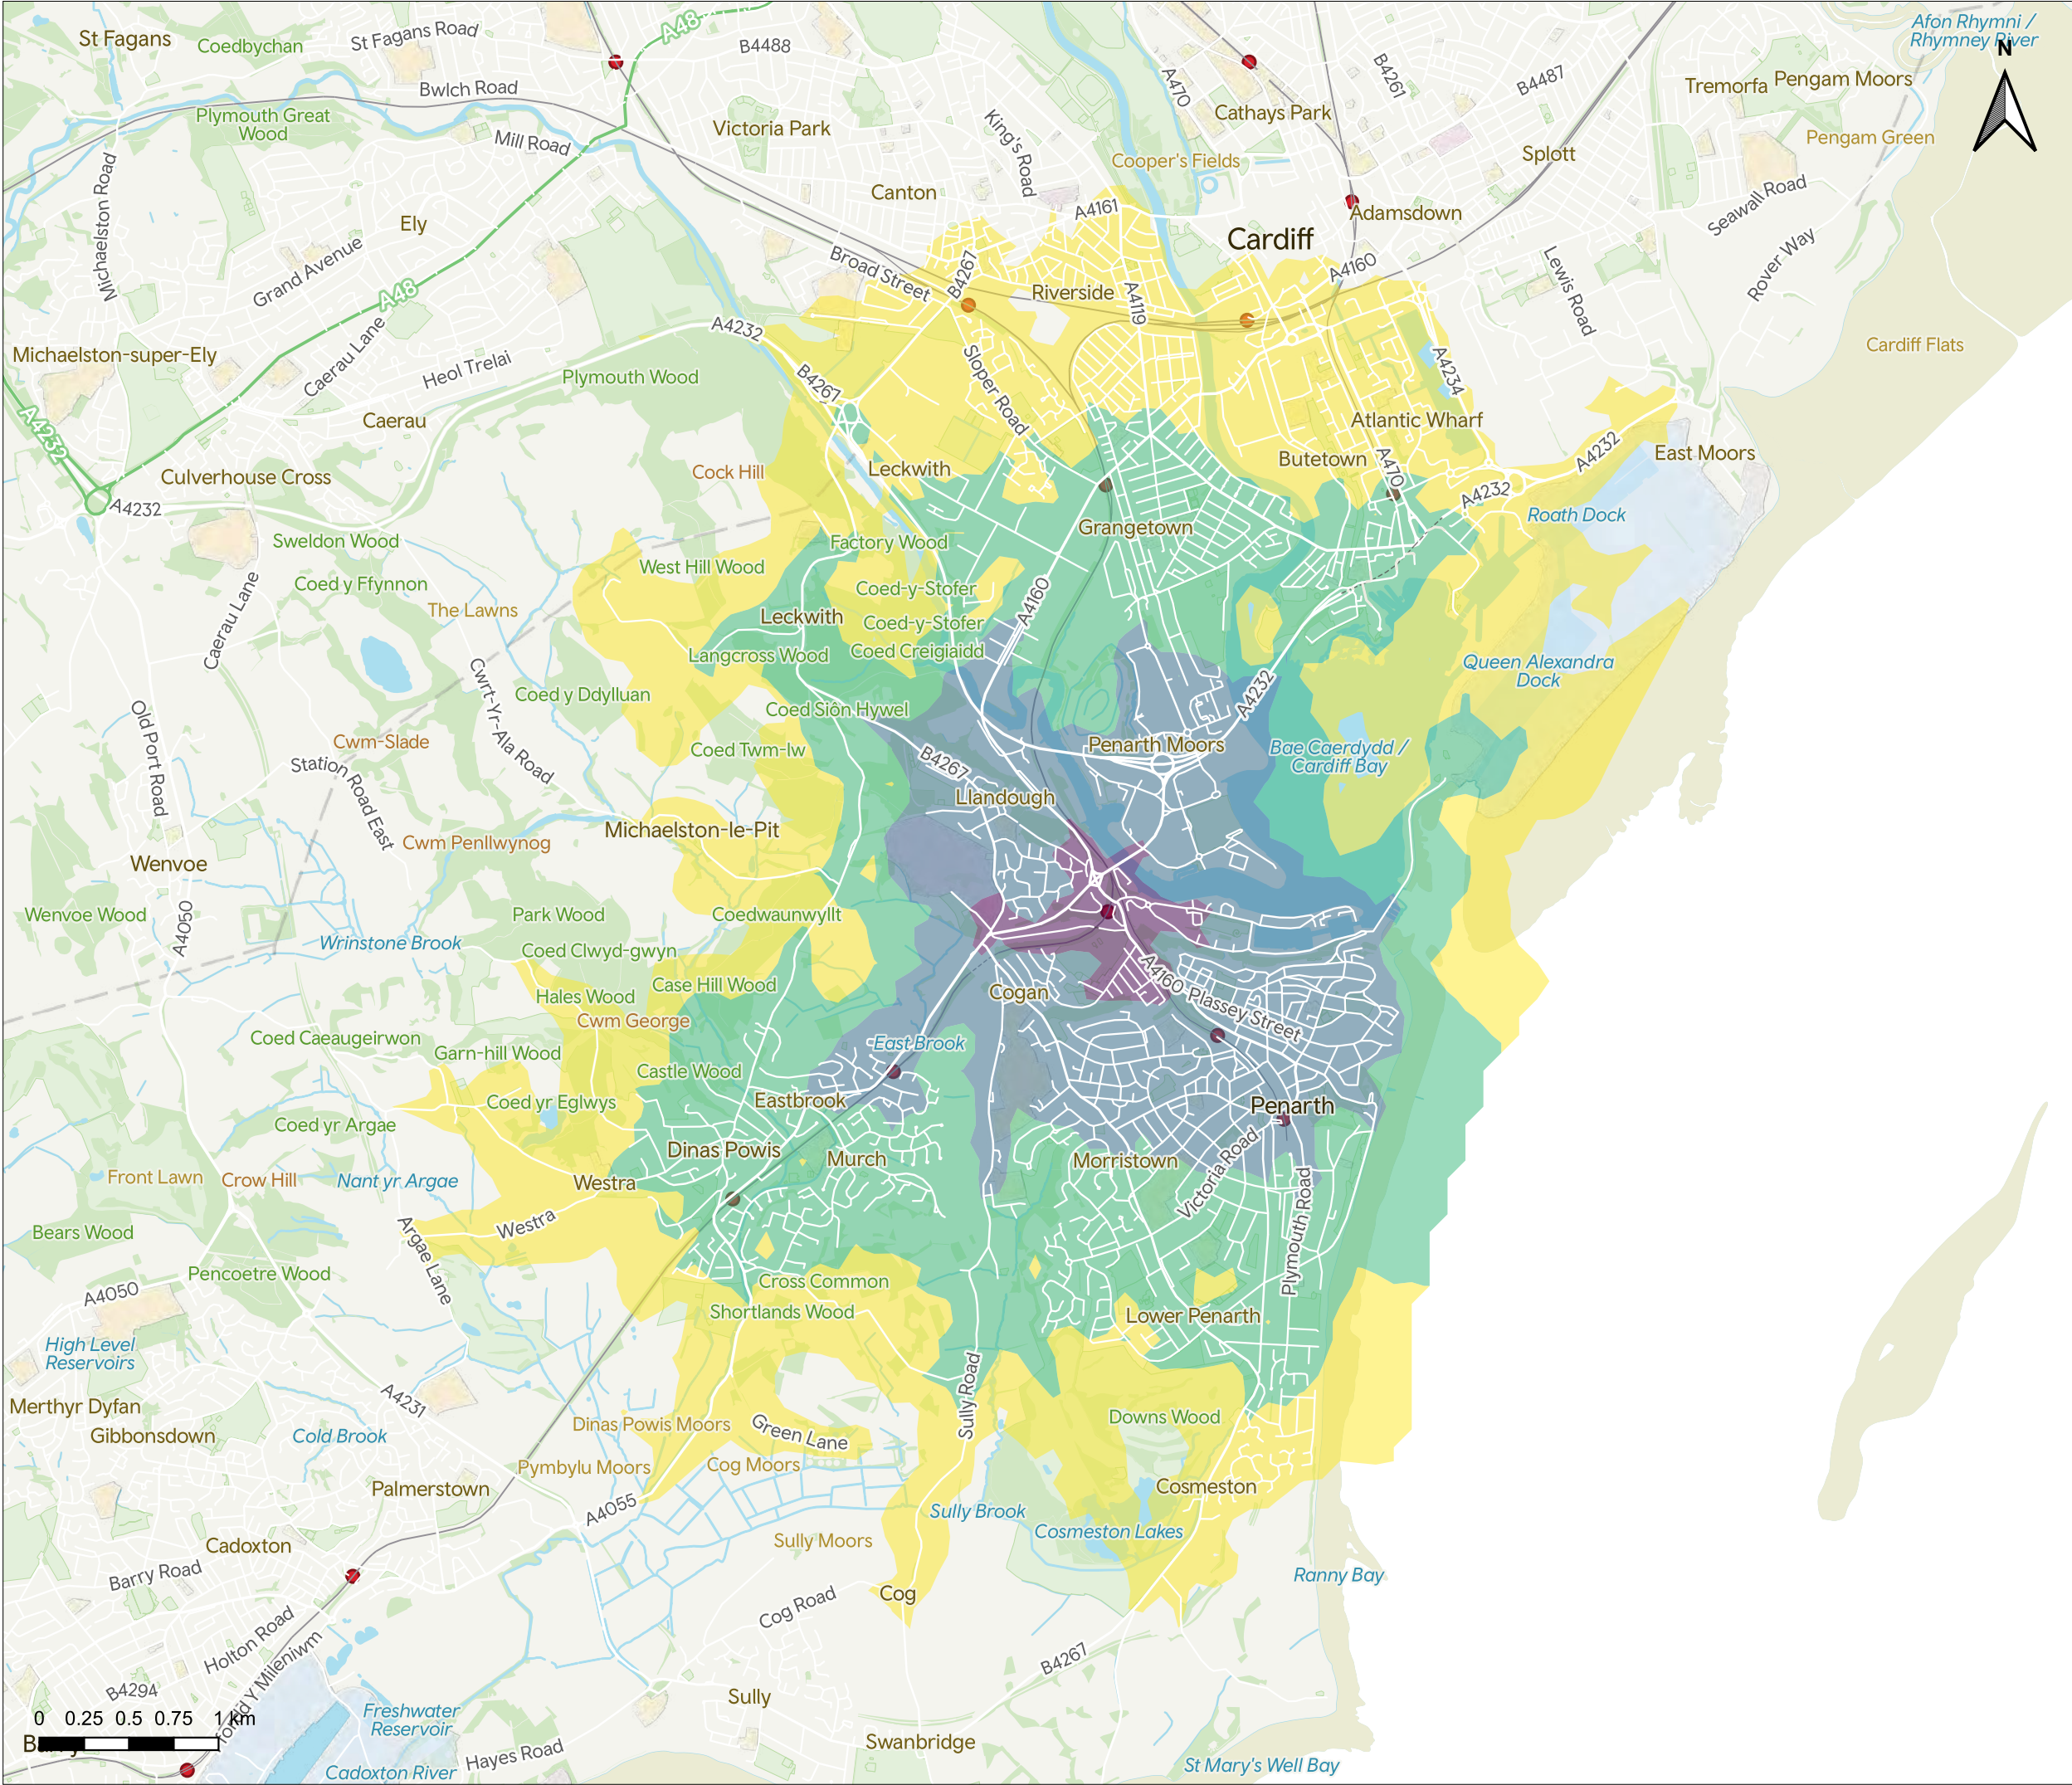 St Fagans
Coedbychan
St Fagans Road
A48
B4488
Afon Rhymni /
Rhymney River
N
Bwlch Road
A470
B4261
B4487
Tremorfa
Pengam Moors
Plymouth Great
Wood
Mill Road
Victoria Park
King's Road
Cathays Park
Pengam Green
Michaelston Road
Cooper's Fields
Splott
Canton
Seawall Road
Ely
A4161
Adamsdown
Grand Avenue
Cardiff
Broad Street
B4267
A4160
Lewis Road
Rover Way
A48
Riverside
A4119
A4232
Michaelston-super-Ely
Caerau Lane
Heol Trelai
Plymouth Wood
B4267
Sloper Road
A4234
Cardiff Flats
A4232
Caerau
Atlantic Wharf
Culverhouse Cross
Cock Hill
Leckwith
Butetown
A470
A4232
East Moors
A4232
A4232
Roath Dock
Sweldon Wood
Factory Wood
Grangetown
Coed y Ffynnon
West Hill Wood
The Lawns
Coed-y-Stofer
A4160
Caerau Lane
Leckwith
Coed-y-Stofer
Langcross Wood
Coed Creigiaidd
Queen Alexandra
Dock
Cwrt-Yr-Ala Road
Coed y Ddylluan
Coed Siôn Hywel
A4232
Old Port Road
Cwm-Slade
Coed Twm-lw
B4267
Penarth Moors
Bae Caerdydd /
Cardiff Bay
Station Road East
Llandough
Michaelston-le-Pit
Cwm Penllwynog
Wenvoe
Wenvoe Wood
A4050
Park Wood
Coedwaunwyllt
Wrinstone Brook
Coed Clwyd-gwyn
Hales Wood
Case Hill Wood
Cogan
A4160
Plassey Street
Cwm George
Coed Caeaugeirwon
Garn-hill Wood
East Brook
Castle Wood
Coed yr Eglwys
Eastbrook
Penarth
Coed yr Argae
Dinas Powis
Murch
Morristown
Victoria Road
Front Lawn
Crow Hill
Nant yr Argae
Westra
Plymouth Road
Bears Wood
Argae Lane
Westra
Pencoetre Wood
A4050
Cross Common
Shortlands Wood
Lower Penarth
High Level
Reservoirs
Sully Road
Merthyr Dyfan
A4231
Gibbonsdown
Cold Brook
Dinas Powis Moors
Green Lane
Downs Wood
Pymbylu Moors
Cog Moors
Palmerstown
Cosmeston
A4055
Sully Brook
Cosmeston Lakes
Cadoxton
Sully Moors
Barry Road
Ranny Bay
Cog
Cog Road
Holton Road
B4267
B4294
Sully
Freshwater
Reservoir
0 0.25 0.5 0.75 1 km
Swanbridge
Hayes Road
Cadoxton River
St Mary's Well Bay